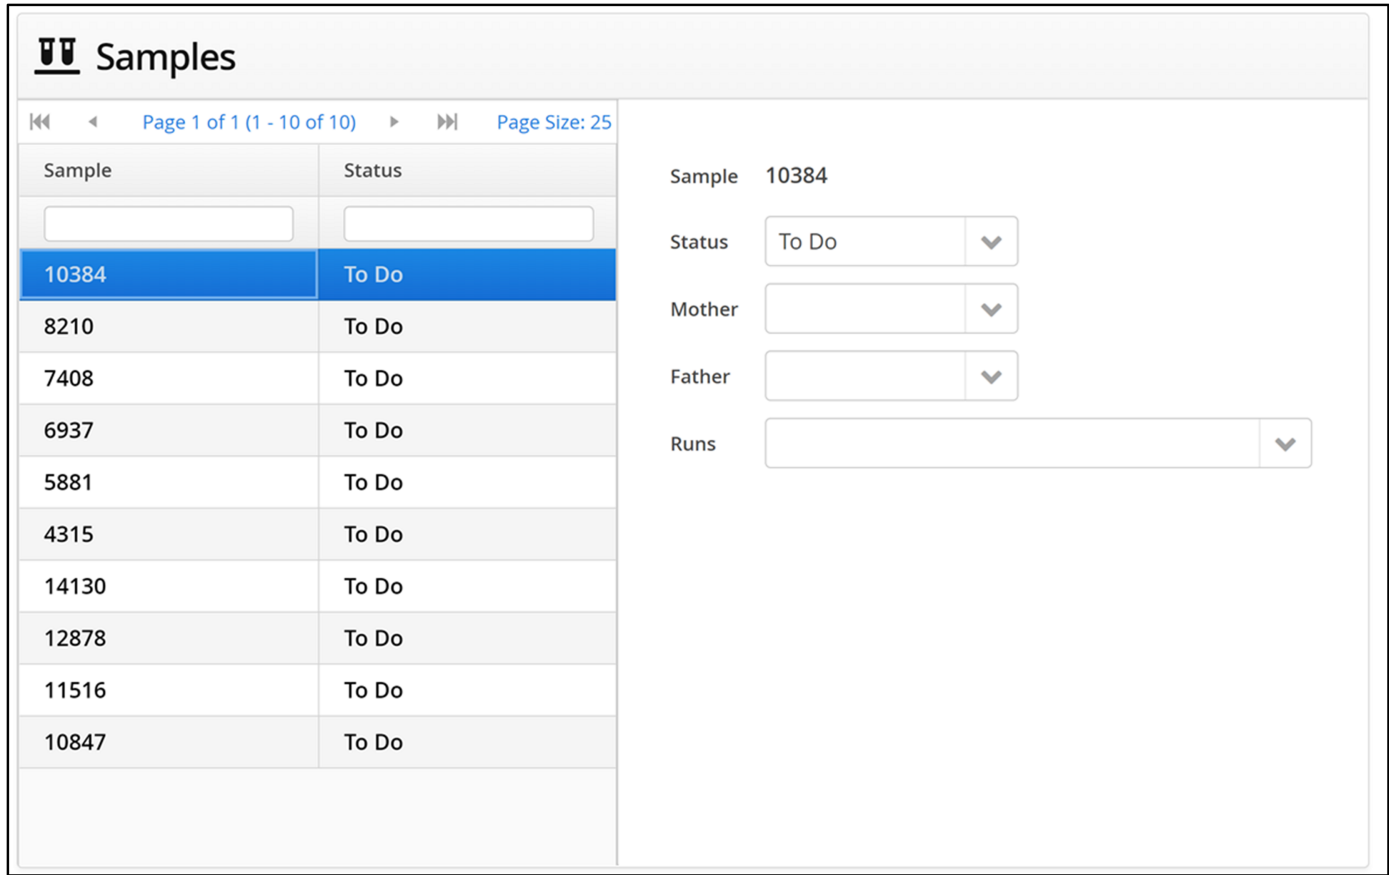 Samples
Page 1 of 1 (1 - 10 of 10) Page Size: 25
Sample Status
10384 To Do
8210 To Do
7408 To Do
6937 To Do
5881 To Do
4315 To Do
14130 To Do
12878 To Do
11516 To Do
10847 To Do
Sample 10384
Status To Do
Mother
Father
Runs